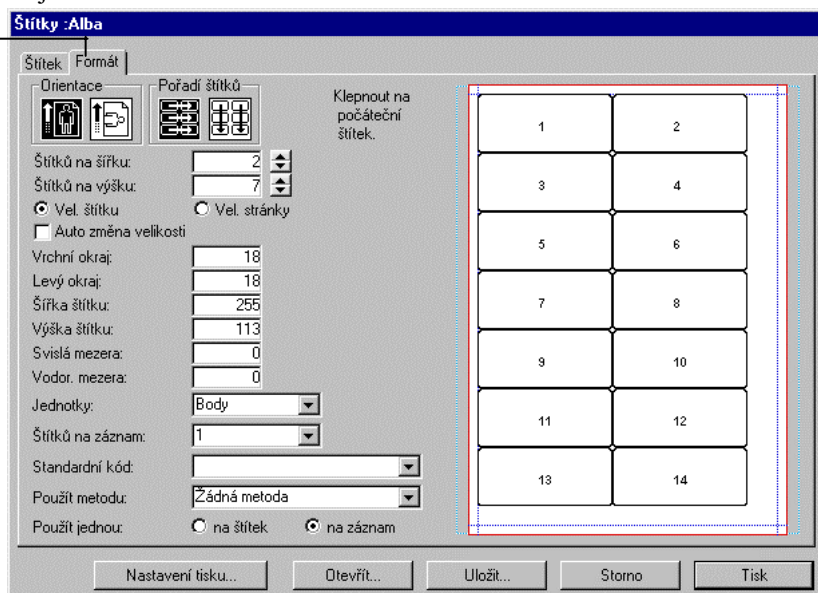 Štítky :Alba
Štítek Formát
Orientace Pořadí štítků
Klepnout na
počáteční
štítek.
Štítků na šířku: 2
Štítků na výšku: 7
Vel. štítku Vel. stránky
Auto změna velikosti
Vrchní okraj: 18
Levý okraj: 18
Šířka štítku: 255
Výška štítku: 113
Svislá mezera: 0
Vodor. mezera: 0
Jednotky: Body
Štítků na záznam: 1
Standardní kód:
Použít metodu: Žádná metoda
Použít jednou: na štítek na záznam
1 2
3 4
5 6
7 8
9 10
11 12
13 14
Nastavení tisku... Otevřít... Uložit... Storno Tisk